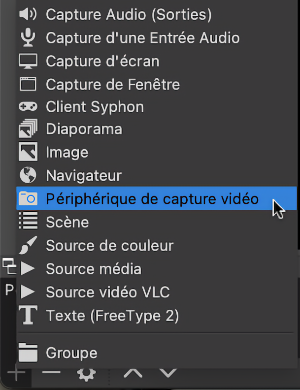 Capture Audio (Sorties)
Capture d'une Entrée Audio
Capture d'écran
Capture de Fenêtre
Client Syphon
Diaporama
Image
Navigateur
Périphérique de capture vidéo
Scène
Source de couleur
Source média
Source vidéo VLC
P
Texte (FreeType 2)
Groupe